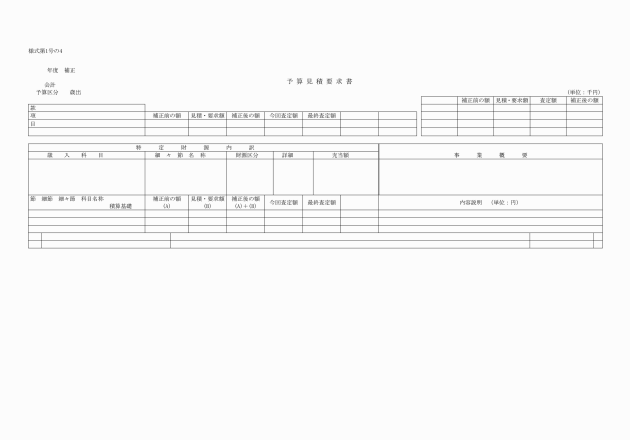 様式第1号の4
年度 補正
予 算 見 積 要 求 書
会計
予算区分 歳出
(単位：千円)
補正前の額 見積・要求額 査定額 補正後の額
款
項 補正前の額 見積・要求額 補正後の額 今回査定額 最終査定額
目
特 定 財 源 内 訳
歳 入 科 目 細 々 節 名 称 財源区分 詳細 充当額 事 業 概 要
節 細節 細々節 科目名称 補正前の額 見積・要求額 補正後の額 今回査定額 最終査定額 内容説明 （単位：円）
積算基礎 (A) (B) (A)＋(B)